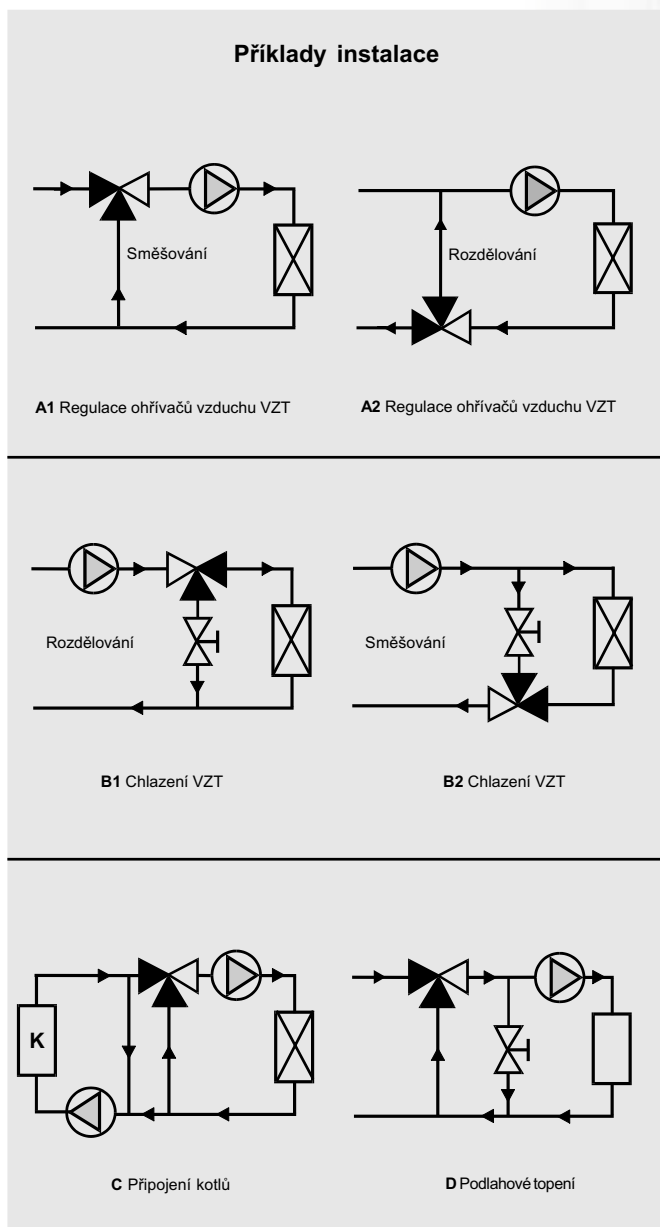 Příklady instalace
Směšování
Rozdělování
A1 Regulace ohřívačů vzduchu VZT
A2 Regulace ohřívačů vzduchu VZT
Rozdělování
Směšování
B1 Chlazení VZT
B2 Chlazení VZT
K
C Připojení kotlů
D Podlahové topení